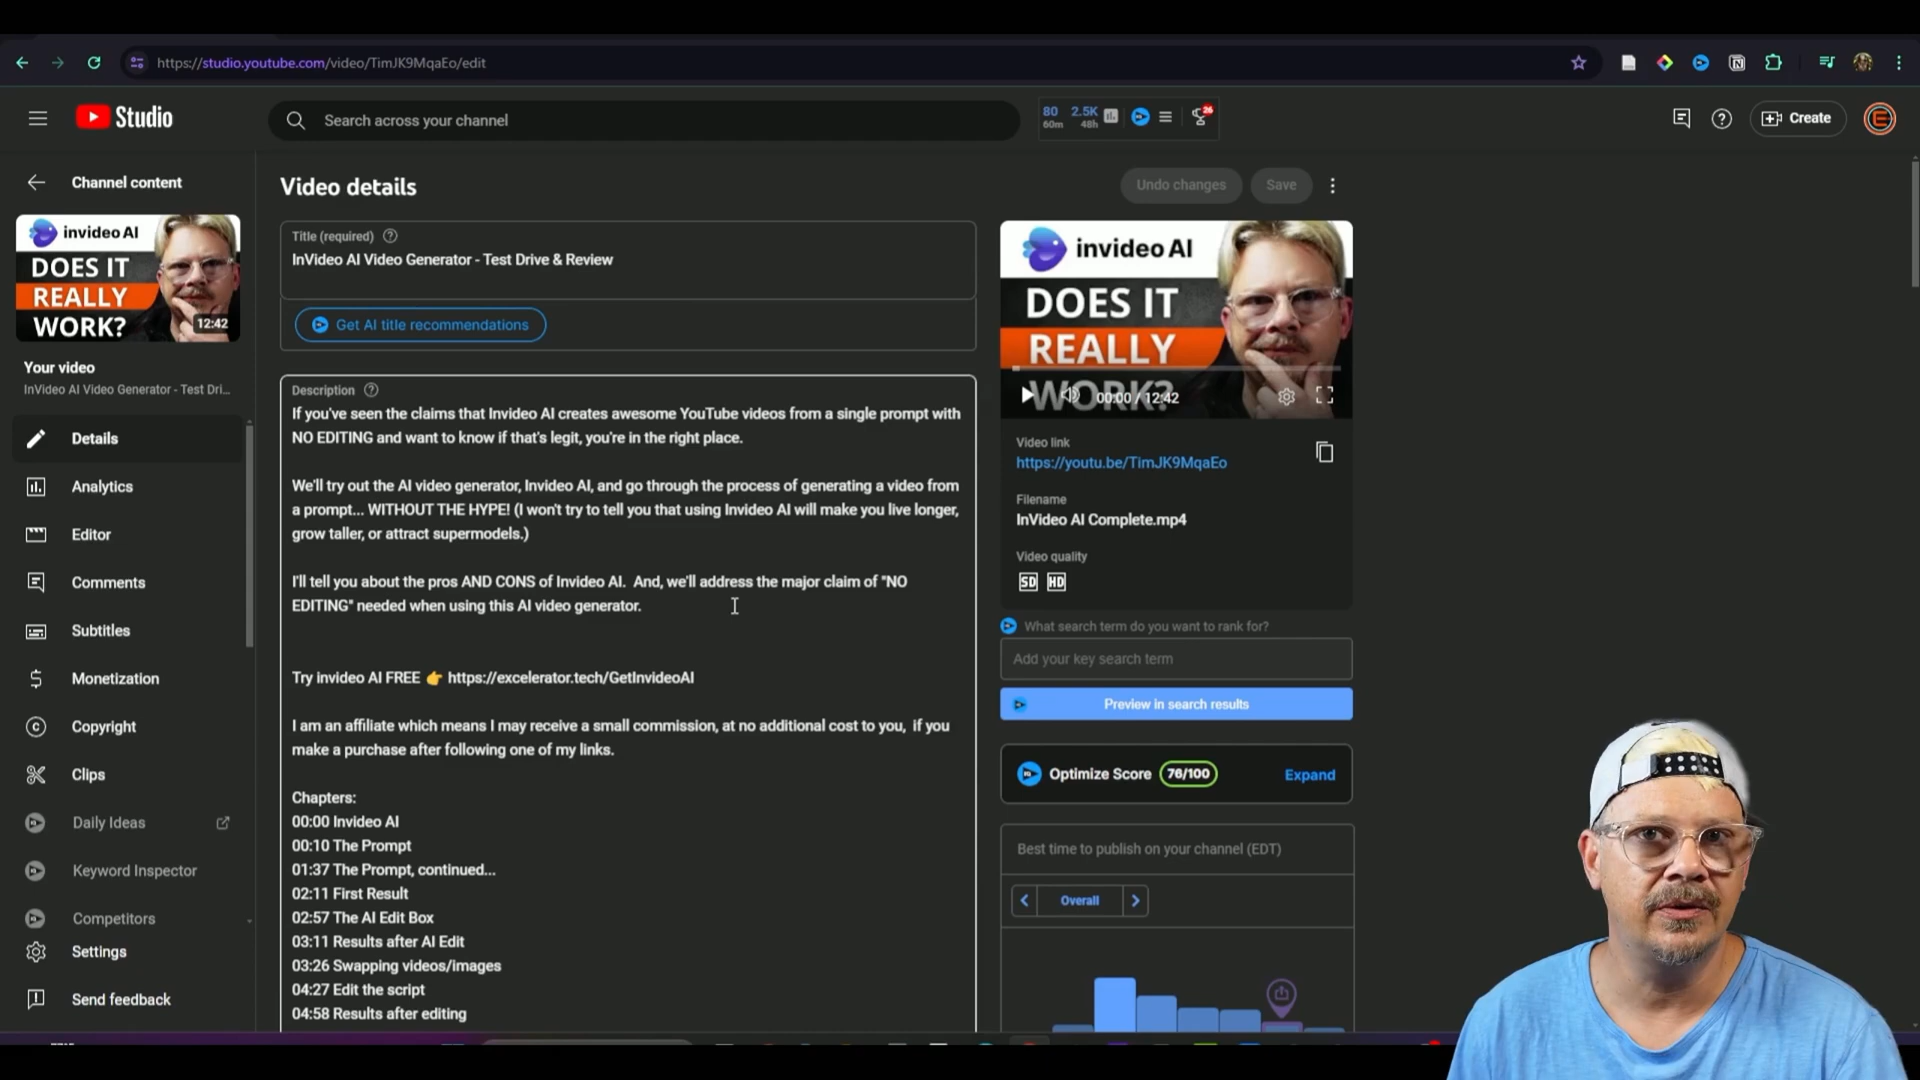 https://studio.youtube.com/video/TimJK9MqaEo/edit
Studio
Search across your channel
80
60m
2.5K
48h
26
Create
Channel content
Video details
Undo changes
Save
invideo AI
DOES IT
REALLY
WORK?
12:42
Your video
InVideo AI Video Generator - Test Dri...
Details
Analytics
Editor
Comments
Subtitles
Monetization
Copyright
Clips
Daily Ideas
Keyword Inspector
Competitors
Settings
Send feedback
Title (required)
InVideo AI Video Generator - Test Drive & Review
Get AI title recommendations
Description
If you've seen the claims that Invideo AI creates awesome YouTube videos from a single prompt with
NO EDITING and want to know if that's legit, you're in the right place.
We'll try out the AI video generator, Invideo AI, and go through the process of generating a video from
a prompt... WITHOUT THE HYPE! (I won't try to tell you that using Invideo AI will make you live longer,
grow taller, or attract supermodels.)
I'll tell you about the pros AND CONS of Invideo AI.  And, we'll address the major claim of "NO
EDITING" needed when using this AI video generator.
Try invideo AI FREE 👉 https://excelerator.tech/GetInvideoAI
I am an affiliate which means I may receive a small commission, at no additional cost to you,  if you
make a purchase after following one of my links.
Chapters:
00:00 Invideo AI
00:10 The Prompt
01:37 The Prompt, continued...
02:11 First Result
02:57 The AI Edit Box
03:11 Results after AI Edit
03:26 Swapping videos/images
04:27 Edit the script
04:58 Results after editing
invideo AI
DOES IT
REALLY
WORK?
00:00 / 12:42
Video link
https://youtu.be/TimJK9MqaEo
Filename
InVideo AI Complete.mp4
Video quality
SD HD
What search term do you want to rank for?
Add your key search term
Preview in search results
Optimize Score 76/100 Expand
Best time to publish on your channel (EDT)
Overall